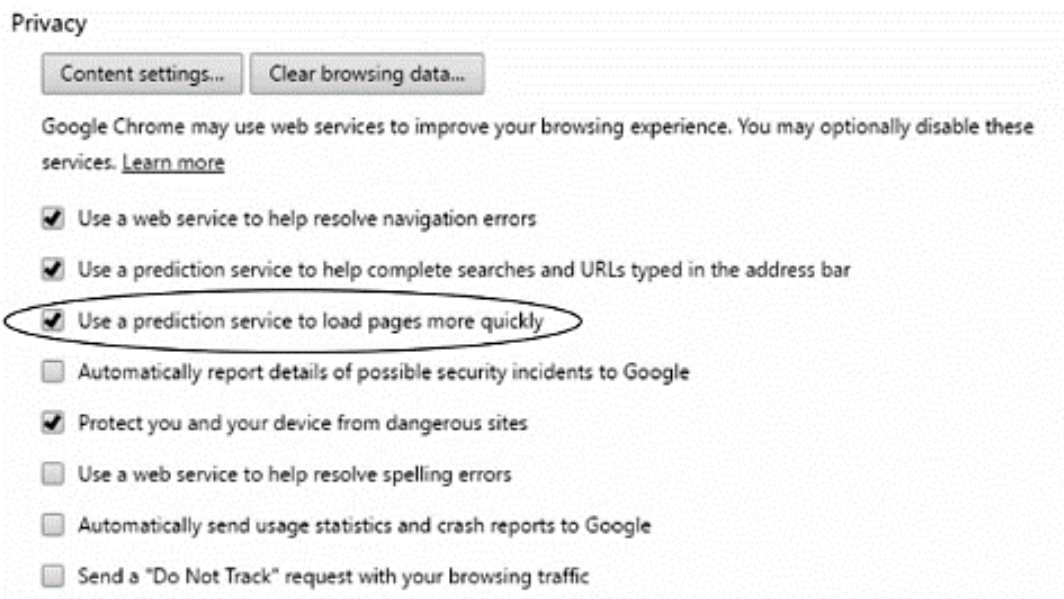 Privacy
Content settings... Clear browsing data...
Google Chrome may use web services to improve your browsing experience. You may optionally disable these
services. Learn more
Use a web service to help resolve navigation errors
Use a prediction service to help complete searches and URLs typed in the address bar
Use a prediction service to load pages more quickly
Automatically report details of possible security incidents to Google
Protect you and your device from dangerous sites
Use a web service to help resolve spelling errors
Automatically send usage statistics and crash reports to Google
Send a "Do Not Track" request with your browsing traffic